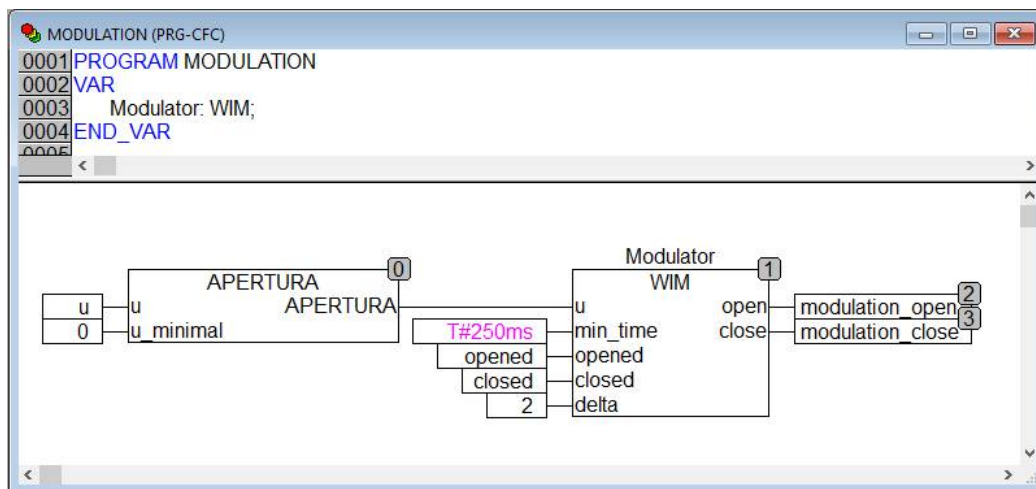 MODULATION (PRG-CFC)
0001 PROGRAM MODULATION
0002 VAR
0003 Modulator: WIM;
0004 END_VAR
0005
Modulator
0
1
APERTURA
WIM
u u APERTURA u open modulation_open 2
0 u_minimal T#250ms min_time close modulation_close 3
opened opened
closed closed
2 delta